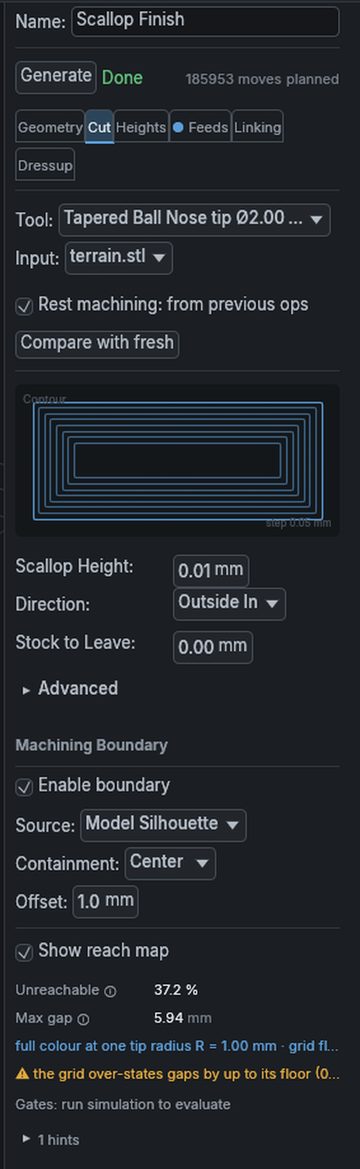 Name: Scallop Finish
Generate Done 185953 moves planned
Geometry Cut Heights Feeds Linking
Dressup
Tool: Tapered Ball Nose tip Ø2.00 ...
Input: terrain.stl
Rest machining: from previous ops
Compare with fresh
Contour
step 0.05 mm
Scallop Height: 0.01 mm
Direction: Outside In
Stock to Leave: 0.00 mm
Advanced
Machining Boundary
Enable boundary
Source: Model Silhouette
Containment: Center
Offset: 1.0 mm
Show reach map
Unreachable 37.2 %
Max gap 5.94 mm
full colour at one tip radius R = 1.00 mm · grid fl...
the grid over-states gaps by up to its floor (0...
Gates: run simulation to evaluate
1 hints